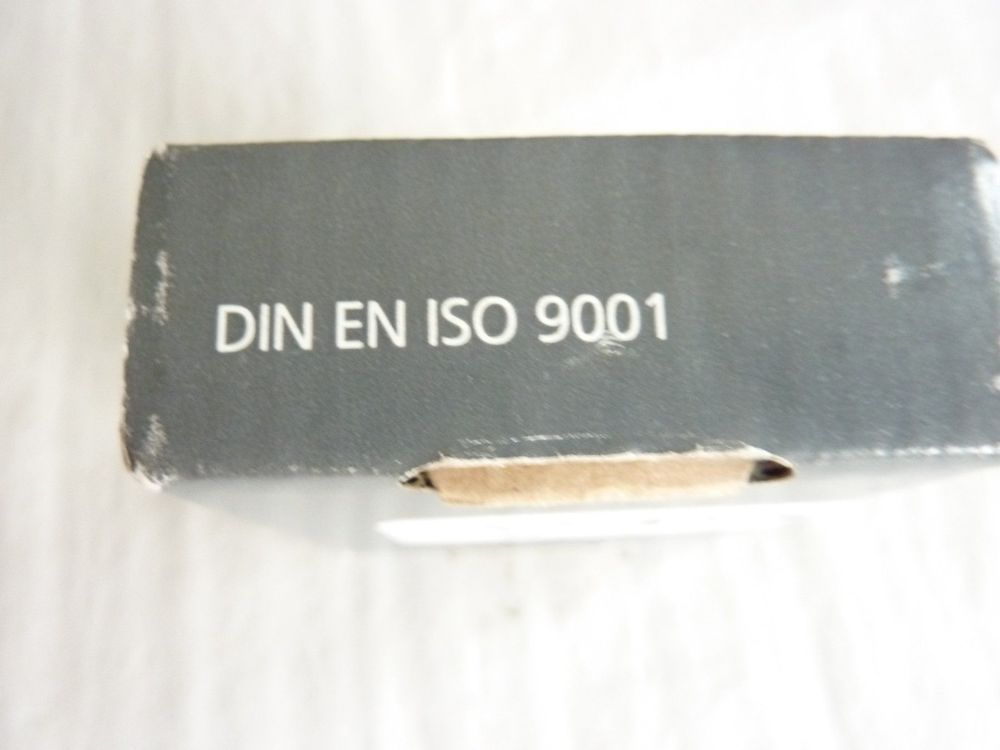 DIN EN ISO 9001